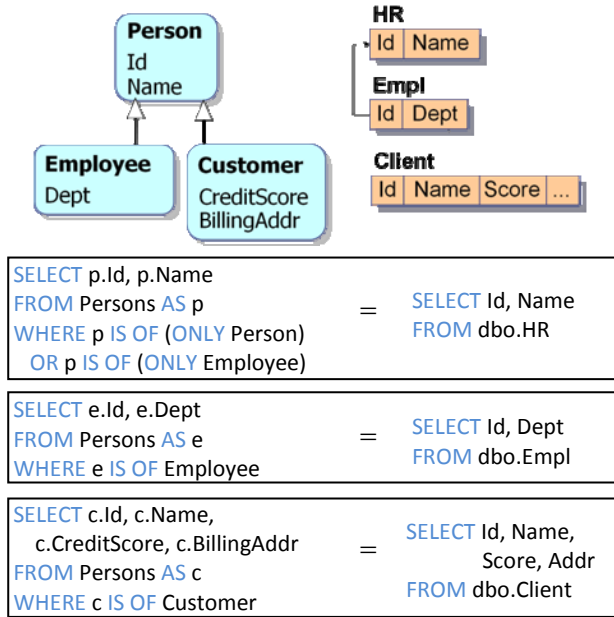 Person
Id
Name
Employee
Dept
Customer
CreditScore
BillingAddr
HR
Id Name
Empl
Id Dept
Client
Id Name Score ...
SELECT p.Id, p.Name
FROM Persons AS p
WHERE p IS OF (ONLY Person)
OR p IS OF (ONLY Employee)
=
SELECT Id, Name
FROM dbo.HR
SELECT e.Id, e.Dept
FROM Persons AS e
WHERE e IS OF Employee
=
SELECT Id, Dept
FROM dbo.Empl
SELECT c.Id, c.Name,
c.CreditScore, c.BillingAddr
FROM Persons AS c
WHERE c IS OF Customer
=
SELECT Id, Name,
Score, Addr
FROM dbo.Client